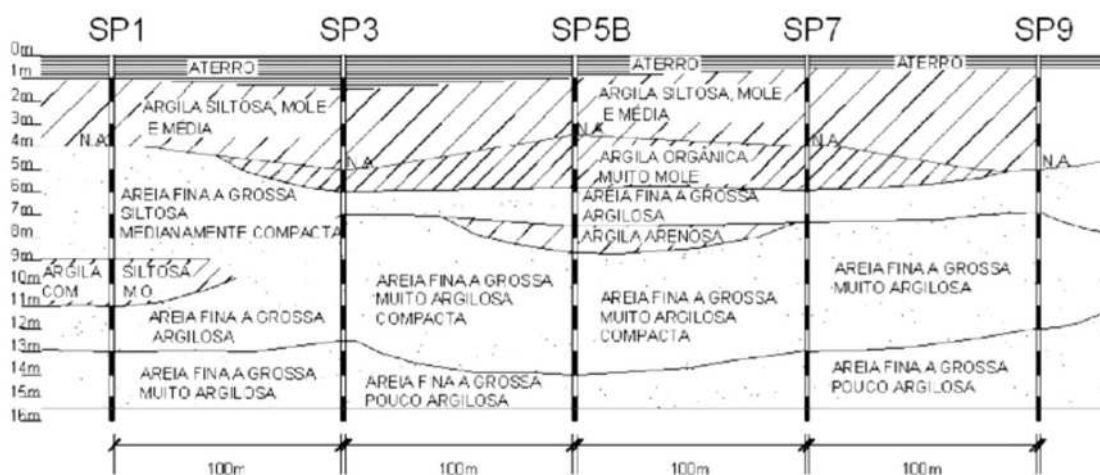 SP1 SP3 SP5B SP7 SP9
0m
1m
2m
3m
4m
5m
6m
7m
8m
9m
10m
11m
12m
13m
14m
15m
16m
ATERRO
ATERRO
ATERRO
ARGILA SILTOSA, MOLE
E MÉDIA
ARGILA SILTOSA, MOLE
E MÉDIA
N.A.
N.A.
N.A.
N.A.
N.A.
ARGILA ORGÂNICA
MUITO MOLE
AREIA FINA A GROSSA
SILTOSA
MEDIANAMENTE COMPACTA
AREIA FINA A GROSSA
ARGILOSA
ARGILA ARENOSA
ARGILA SILTOSA
COM M.O.
AREIA FINA A GROSSA
MUITO ARGILOSA
COMPACTA
AREIA FINA A GROSSA
MUITO ARGILOSA
COMPACTA
AREIA FINA A GROSSA
MUITO ARGILOSA
AREIA FINA A GROSSA
ARGILOSA
AREIA FINA A GROSSA
MUITO ARGILOSA
AREIA FINA A GROSSA
POUCO ARGILOSA
AREIA FINA A GROSSA
POUCO ARGILOSA
100m 100m 100m 100m